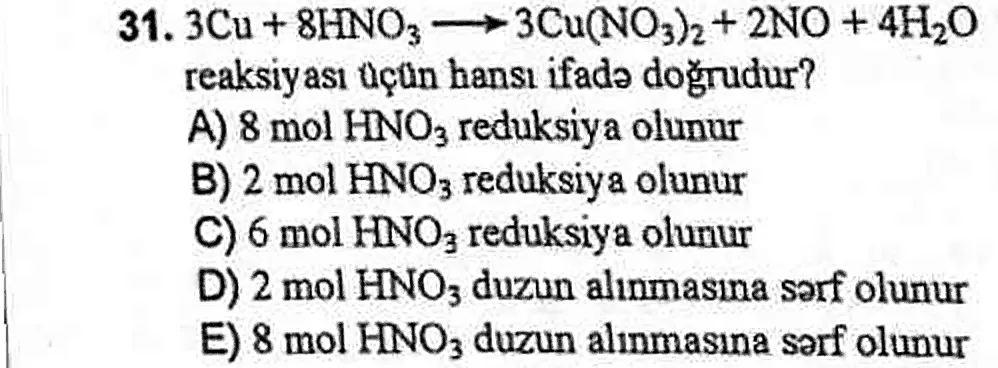 31. 3Cu + 8HNO₃ ⟶ 3Cu(NO₃)₂ + 2NO + 4H₂O
reaksiyası üçün hansı ifadə doğrudur?
A) 8 mol HNO₃ reduksiya olunur
B) 2 mol HNO₃ reduksiya olunur
C) 6 mol HNO₃ reduksiya olunur
D) 2 mol HNO₃ duzun alınmasına sərf olunur
E) 8 mol HNO₃ duzun alınmasına sərf olunur